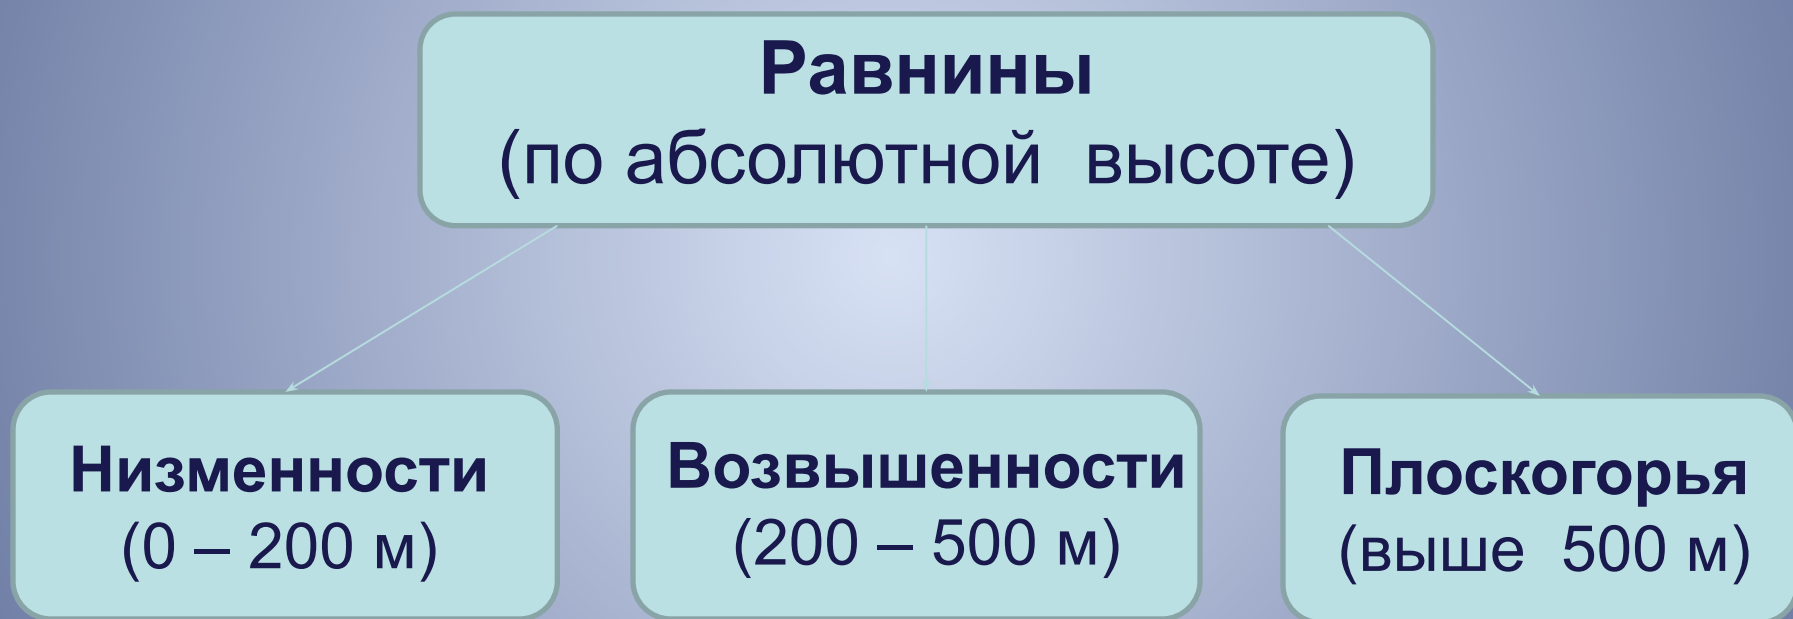 Равнины
(по абсолютной высоте)
Низменности
(0 – 200 м)
Возвышенности
(200 – 500 м)
Плоскогорья
(выше 500 м)